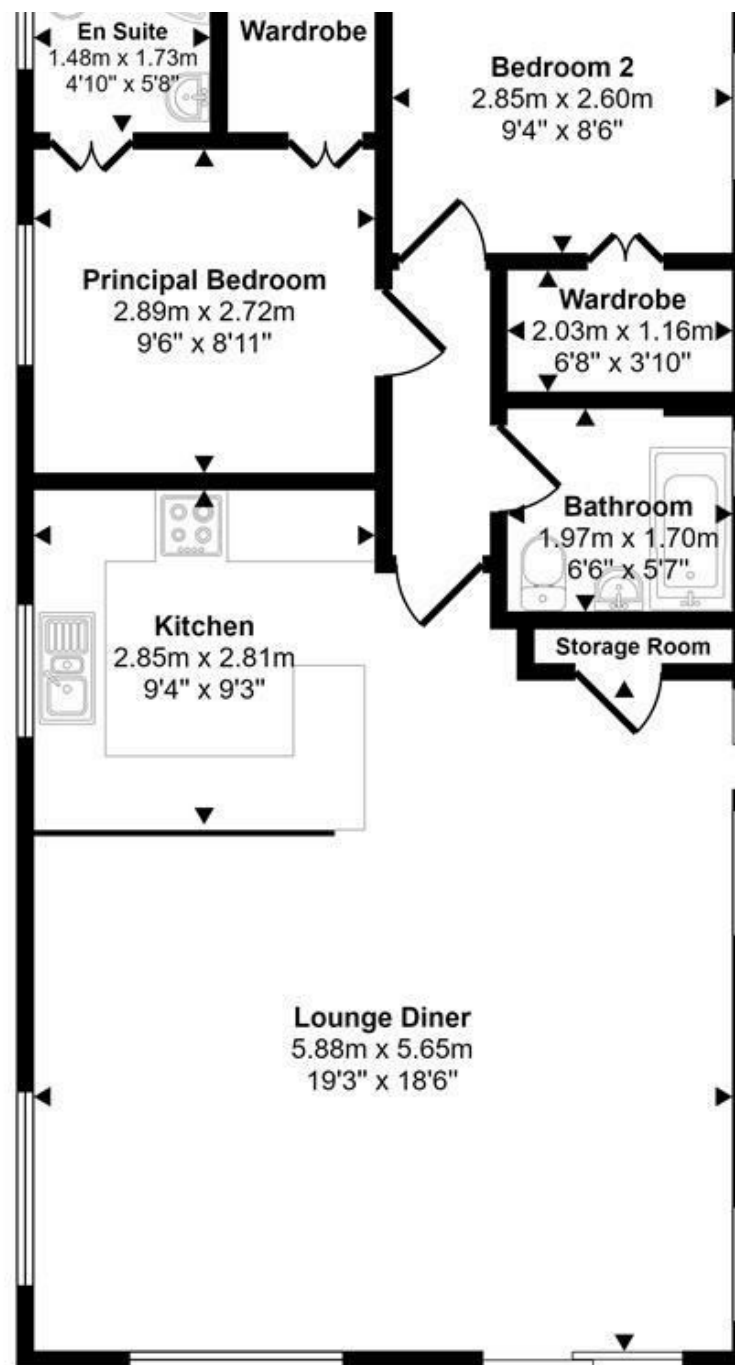 En Suite
1.48m x 1.73m
4'10" x 5'8"
Wardrobe
Bedroom 2
2.85m x 2.60m
9'4" x 8'6"
Principal Bedroom
2.89m x 2.72m
9'6" x 8'11"
Wardrobe
2.03m x 1.16m
6'8" x 3'10"
Bathroom
1.97m x 1.70m
6'6" x 5'7"
Kitchen
2.85m x 2.81m
9'4" x 9'3"
Storage Room
Lounge Diner
5.88m x 5.65m
19'3" x 18'6"